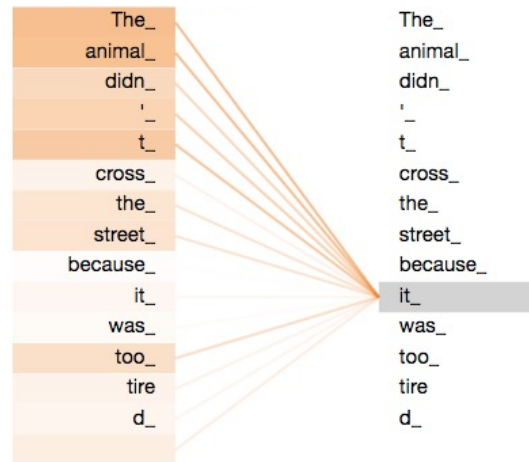 The_ The_
animal_ animal_
didn_ didn_
'_ '_
t_ t_
cross_ cross_
the_ the_
street_ street_
because_ because_
it_ it_
was_ was_
too_ too_
tire tire
d_ d_